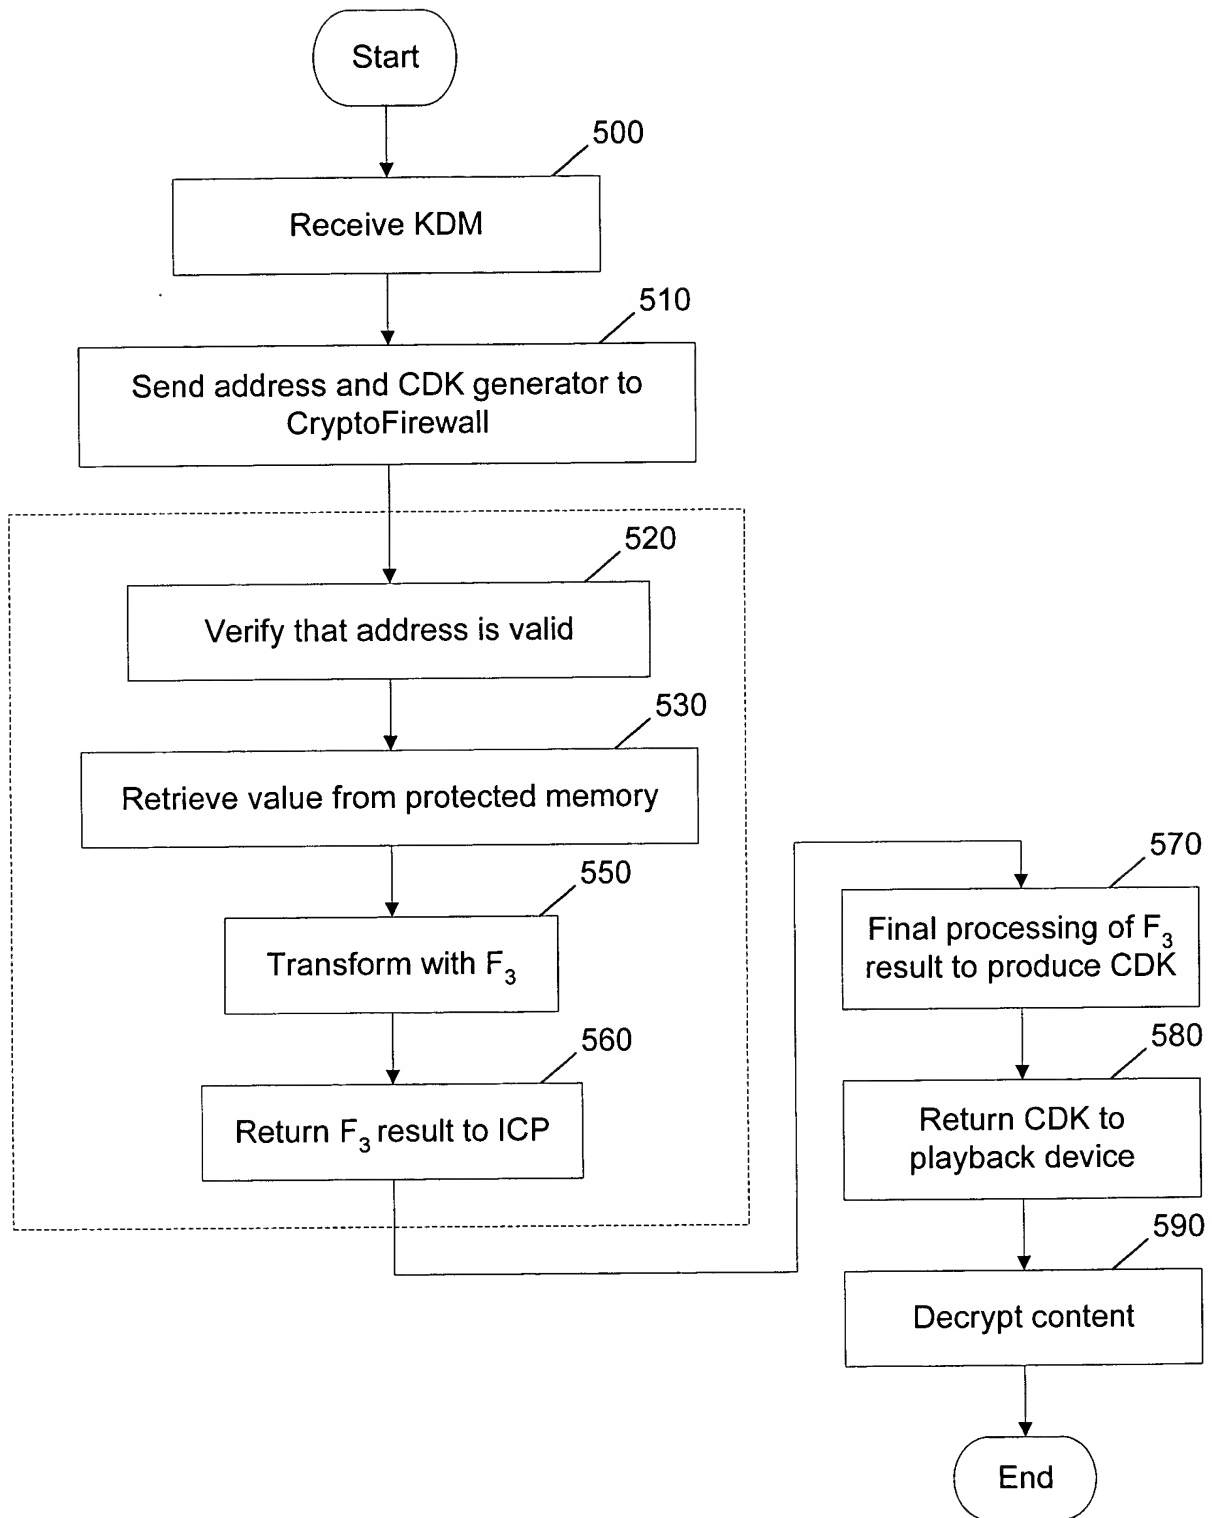 Start
500
Receive KDM
510
Send address and CDK generator to
CryptoFirewall
520
Verify that address is valid
530
Retrieve value from protected memory
550
Transform with F₃
560
Return F₃ result to ICP
570
Final processing of F₃
result to produce CDK
580
Return CDK to
playback device
590
Decrypt content
End